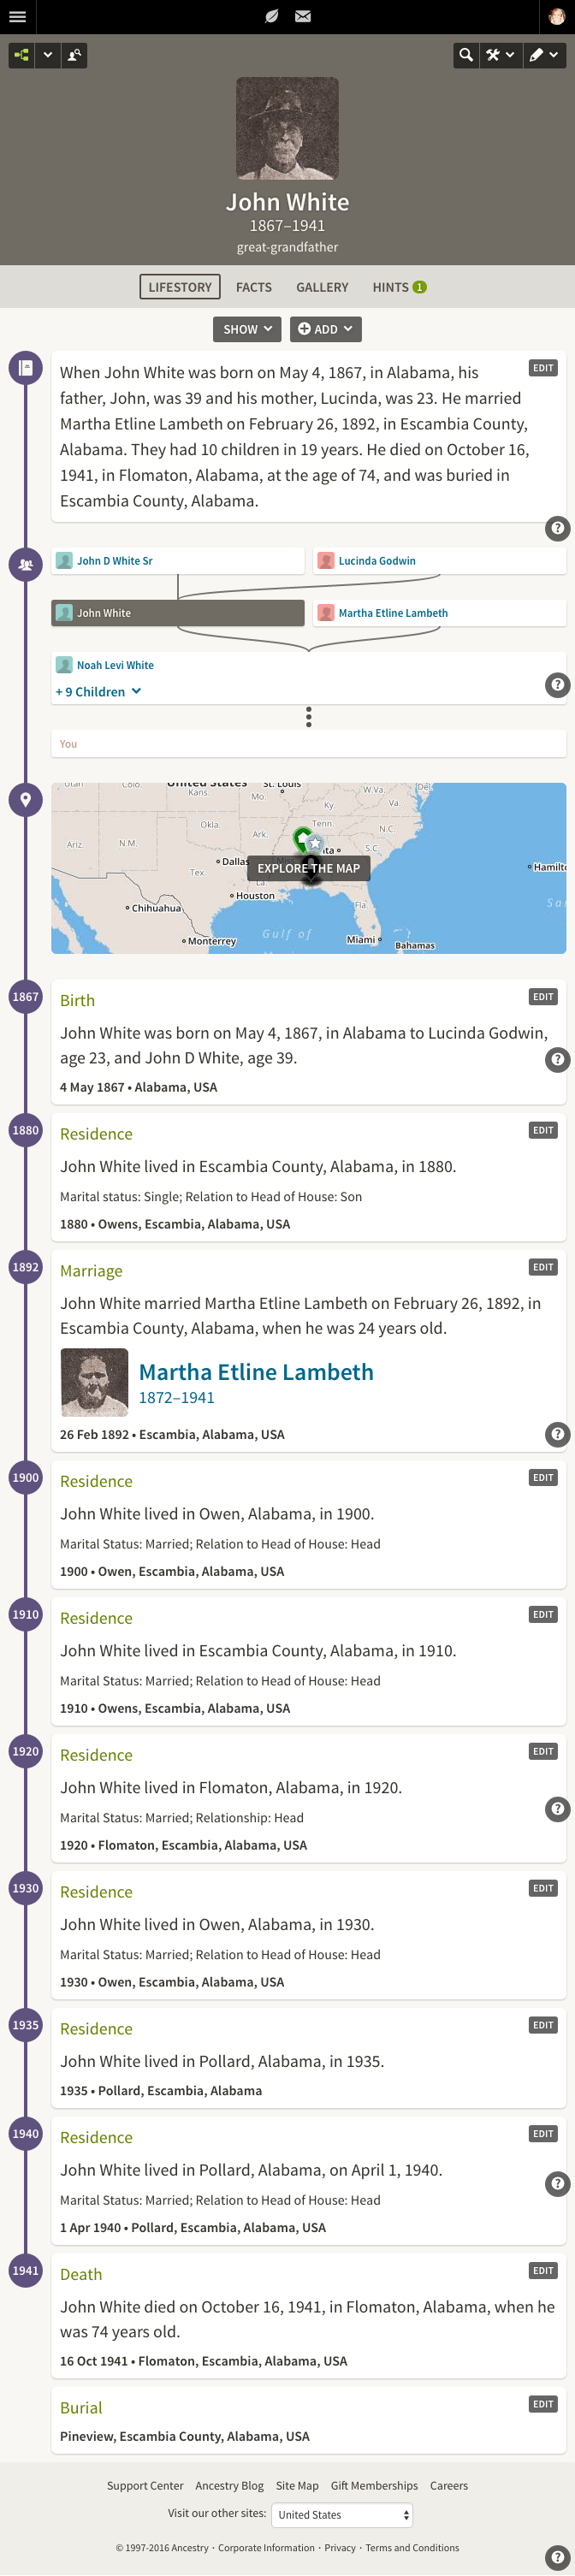 John White
1867–1941
great-grandfather
LIFESTORY FACTS GALLERY HINTS 1
SHOW ADD
EDIT
When John White was born on May 4, 1867, in Alabama, his
father, John, was 39 and his mother, Lucinda, was 23. He married
Martha Etline Lambeth on February 26, 1892, in Escambia County,
Alabama. They had 10 children in 19 years. He died on October 16,
1941, in Flomaton, Alabama, at the age of 74, and was buried in
Escambia County, Alabama.
?
John D White Sr Lucinda Godwin
John White Martha Etline Lambeth
Noah Levi White
+ 9 Children
?
You
Utah Colo. United States St. Louis W.Va. Del.
Kans. Mo. Ky. Va.
Okla. Tenn. N.C.
Ariz. N.M. Ark. S.C.
Dallas
Tex.
EXPLORE THE MAP
Hamilto
Houston
Chihuahua Fla.
Monterrey Gulf of Miami Bahamas
1867 Birth EDIT
John White was born on May 4, 1867, in Alabama to Lucinda Godwin,
age 23, and John D White, age 39.
?
4 May 1867 • Alabama, USA
1880 Residence EDIT
John White lived in Escambia County, Alabama, in 1880.
Marital status: Single; Relation to Head of House: Son
1880 • Owens, Escambia, Alabama, USA
1892 Marriage EDIT
John White married Martha Etline Lambeth on February 26, 1892, in
Escambia County, Alabama, when he was 24 years old.
Martha Etline Lambeth
1872–1941
26 Feb 1892 • Escambia, Alabama, USA
?
1900 Residence EDIT
John White lived in Owen, Alabama, in 1900.
Marital Status: Married; Relation to Head of House: Head
1900 • Owen, Escambia, Alabama, USA
1910 Residence EDIT
John White lived in Escambia County, Alabama, in 1910.
Marital Status: Married; Relation to Head of House: Head
1910 • Owens, Escambia, Alabama, USA
1920 Residence EDIT
John White lived in Flomaton, Alabama, in 1920.
?
Marital Status: Married; Relationship: Head
1920 • Flomaton, Escambia, Alabama, USA
1930 Residence EDIT
John White lived in Owen, Alabama, in 1930.
Marital Status: Married; Relation to Head of House: Head
1930 • Owen, Escambia, Alabama, USA
1935 Residence EDIT
John White lived in Pollard, Alabama, in 1935.
1935 • Pollard, Escambia, Alabama
1940 Residence EDIT
John White lived in Pollard, Alabama, on April 1, 1940.
?
Marital Status: Married; Relation to Head of House: Head
1 Apr 1940 • Pollard, Escambia, Alabama, USA
1941 Death EDIT
John White died on October 16, 1941, in Flomaton, Alabama, when he
was 74 years old.
16 Oct 1941 • Flomaton, Escambia, Alabama, USA
Burial EDIT
Pineview, Escambia County, Alabama, USA
Support Center Ancestry Blog Site Map Gift Memberships Careers
Visit our other sites: United States
© 1997-2016 Ancestry · Corporate Information · Privacy · Terms and Conditions
?